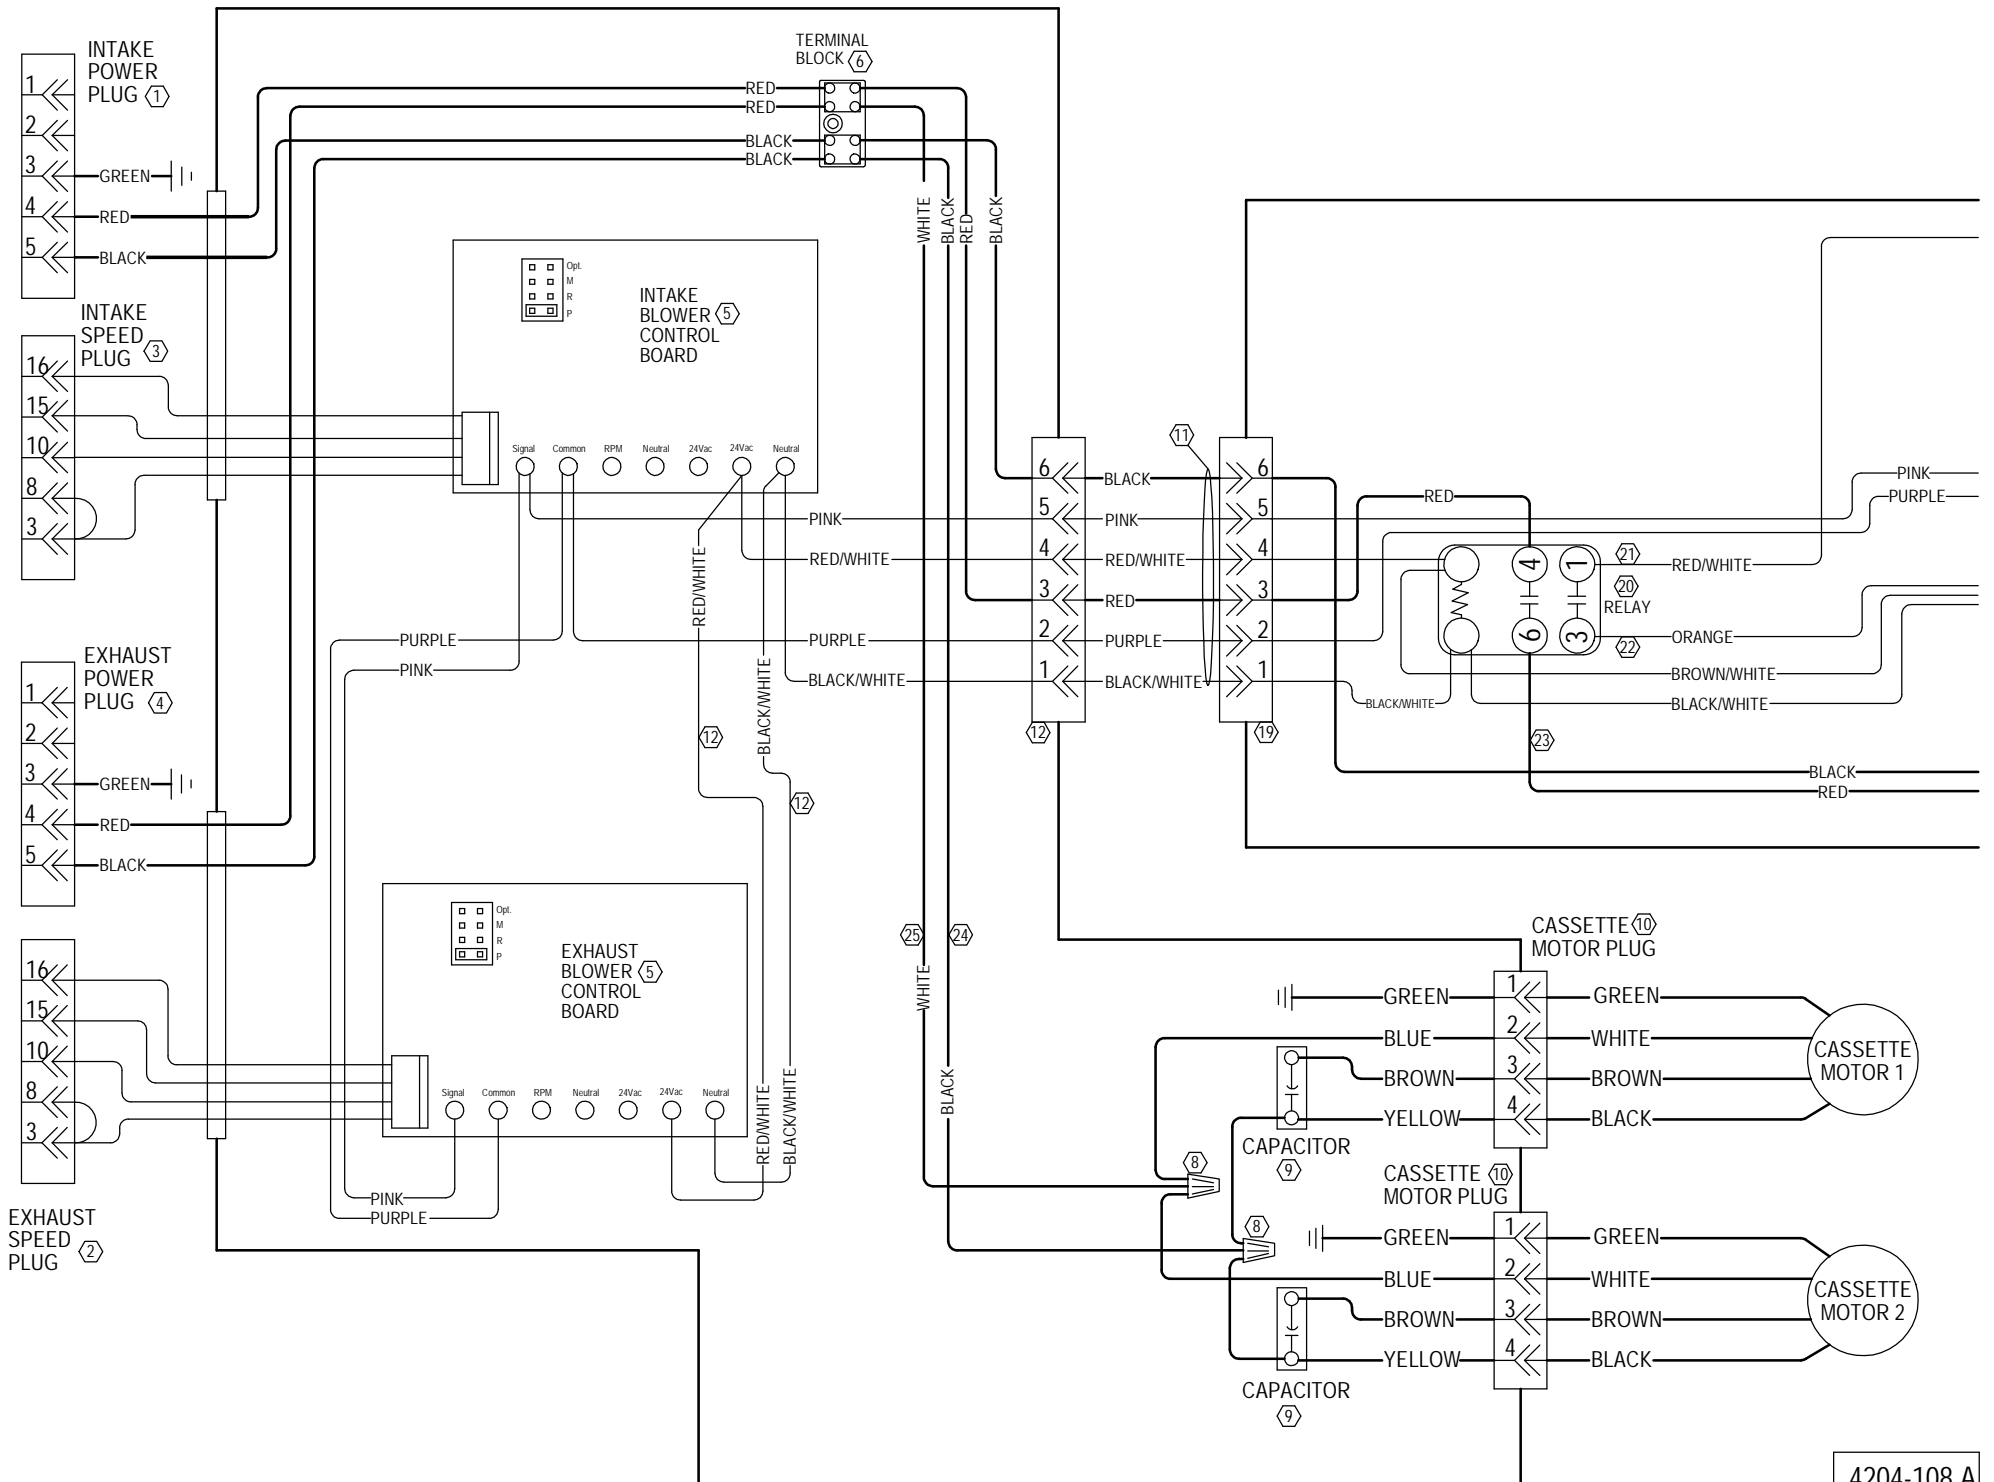 INTAKE
POWER
PLUG 1
1
2
3
GREEN
4
RED
5
BLACK
TERMINAL
BLOCK 6
RED
RED
BLACK
BLACK
WHITE
BLACK
RED
BLACK
INTAKE
SPEED
PLUG 3
16
15
10
8
3
Opt.
M
R
P
INTAKE
BLOWER 5
CONTROL
BOARD
Signal Common RPM Neutral 24Vac 24Vac Neutral
PINK
RED/WHITE
PURPLE
BLACK/WHITE
PURPLE
PINK
RED/WHITE
BLACK/WHITE
12
12
6
5
4
3
2
1
12
11
BLACK
PINK
RED/WHITE
RED
PURPLE
BLACK/WHITE
6
5
4
3
2
1
19
RED
PINK
PURPLE
4
1
6
3
21
20
RELAY
22
RED/WHITE
ORANGE
BROWN/WHITE
BLACK/WHITE
BLACK/WHITE
23
BLACK
RED
EXHAUST
POWER
PLUG 4
1
2
3
GREEN
4
RED
5
BLACK
16
15
10
8
3
EXHAUST
SPEED
PLUG 2
Opt.
M
R
P
EXHAUST
BLOWER 5
CONTROL
BOARD
Signal Common RPM Neutral 24Vac 24Vac Neutral
RED/WHITE
BLACK/WHITE
PINK
PURPLE
25
24
WHITE
BLACK
CASSETTE 10
MOTOR PLUG
GREEN 1 GREEN
BLUE 2 WHITE
BROWN 3 BROWN
YELLOW 4 BLACK
CASSETTE
MOTOR 1
CAPACITOR
9
8
CASSETTE 10
MOTOR PLUG
8
GREEN 1 GREEN
BLUE 2 WHITE
BROWN 3 BROWN
YELLOW 4 BLACK
CASSETTE
MOTOR 2
CAPACITOR
9
4204-108 A